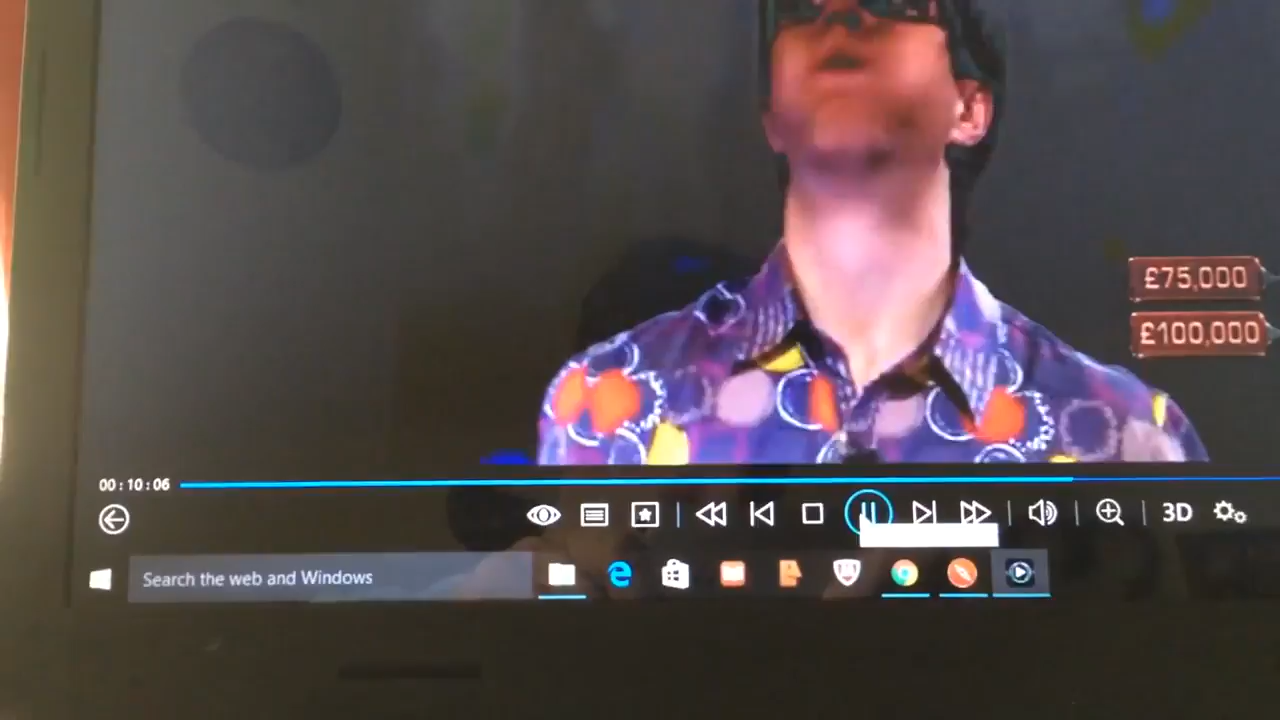 £75,000
£100,000
00:10:06
3D
Search the web and Windows